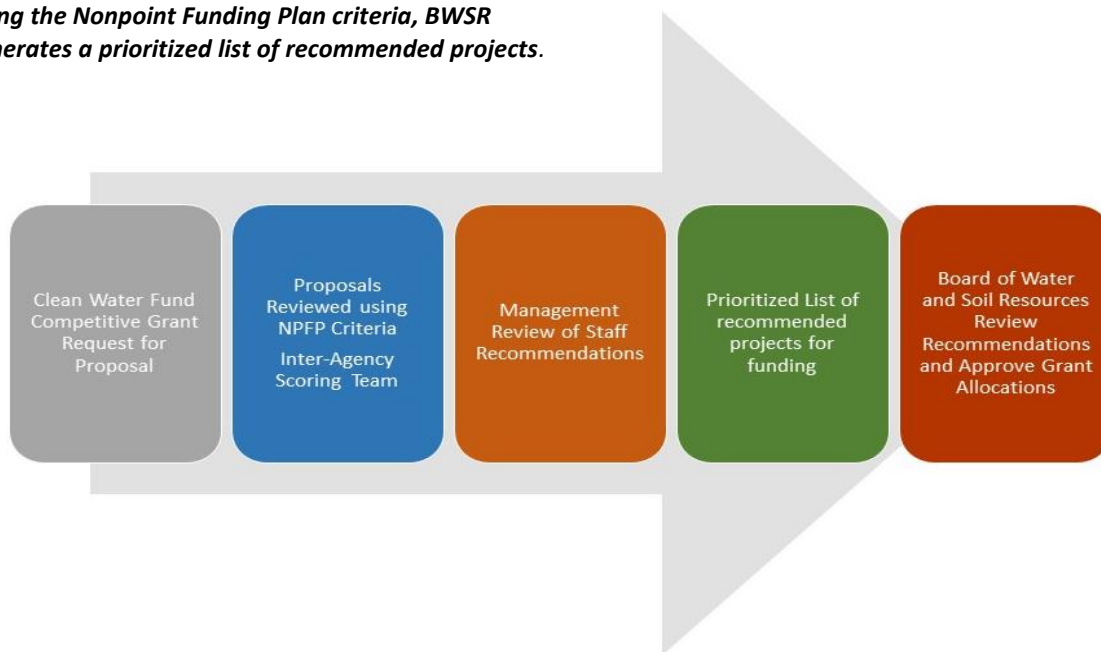 the Nonpoint Funding Plan criteria, BWSR
a prioritized list of recommended projects.
Clean Water Fund
Competitive Grant
Request for
Proposal
Proposals
Reviewed using
NPFP Criteria
Inter-Agency
Scoring Team
Management
Review of Staff
Recommendations
Prioritized List of
recommended
projects for
funding
Board of Water
and Soil Resources
Review
Recommendations
and Approve Grant
Allocations